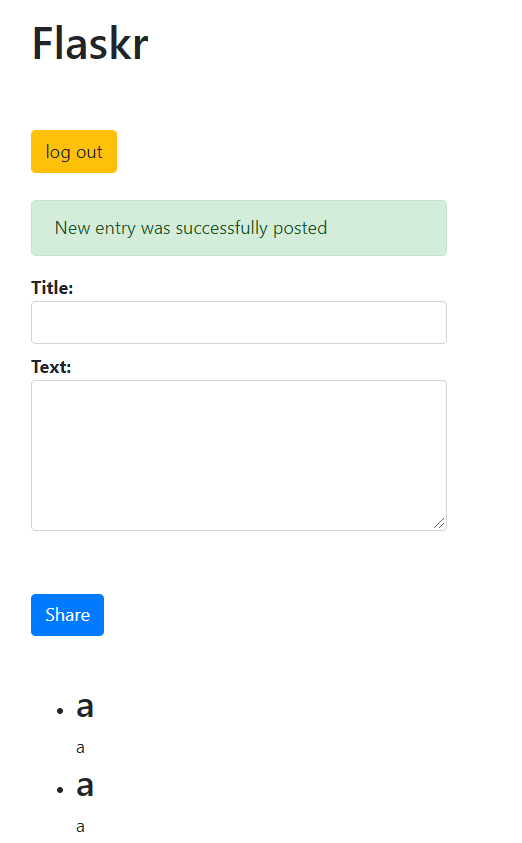 Flaskr
log out
New entry was successfully posted
Title:
Text:
Share
a
a
a
a